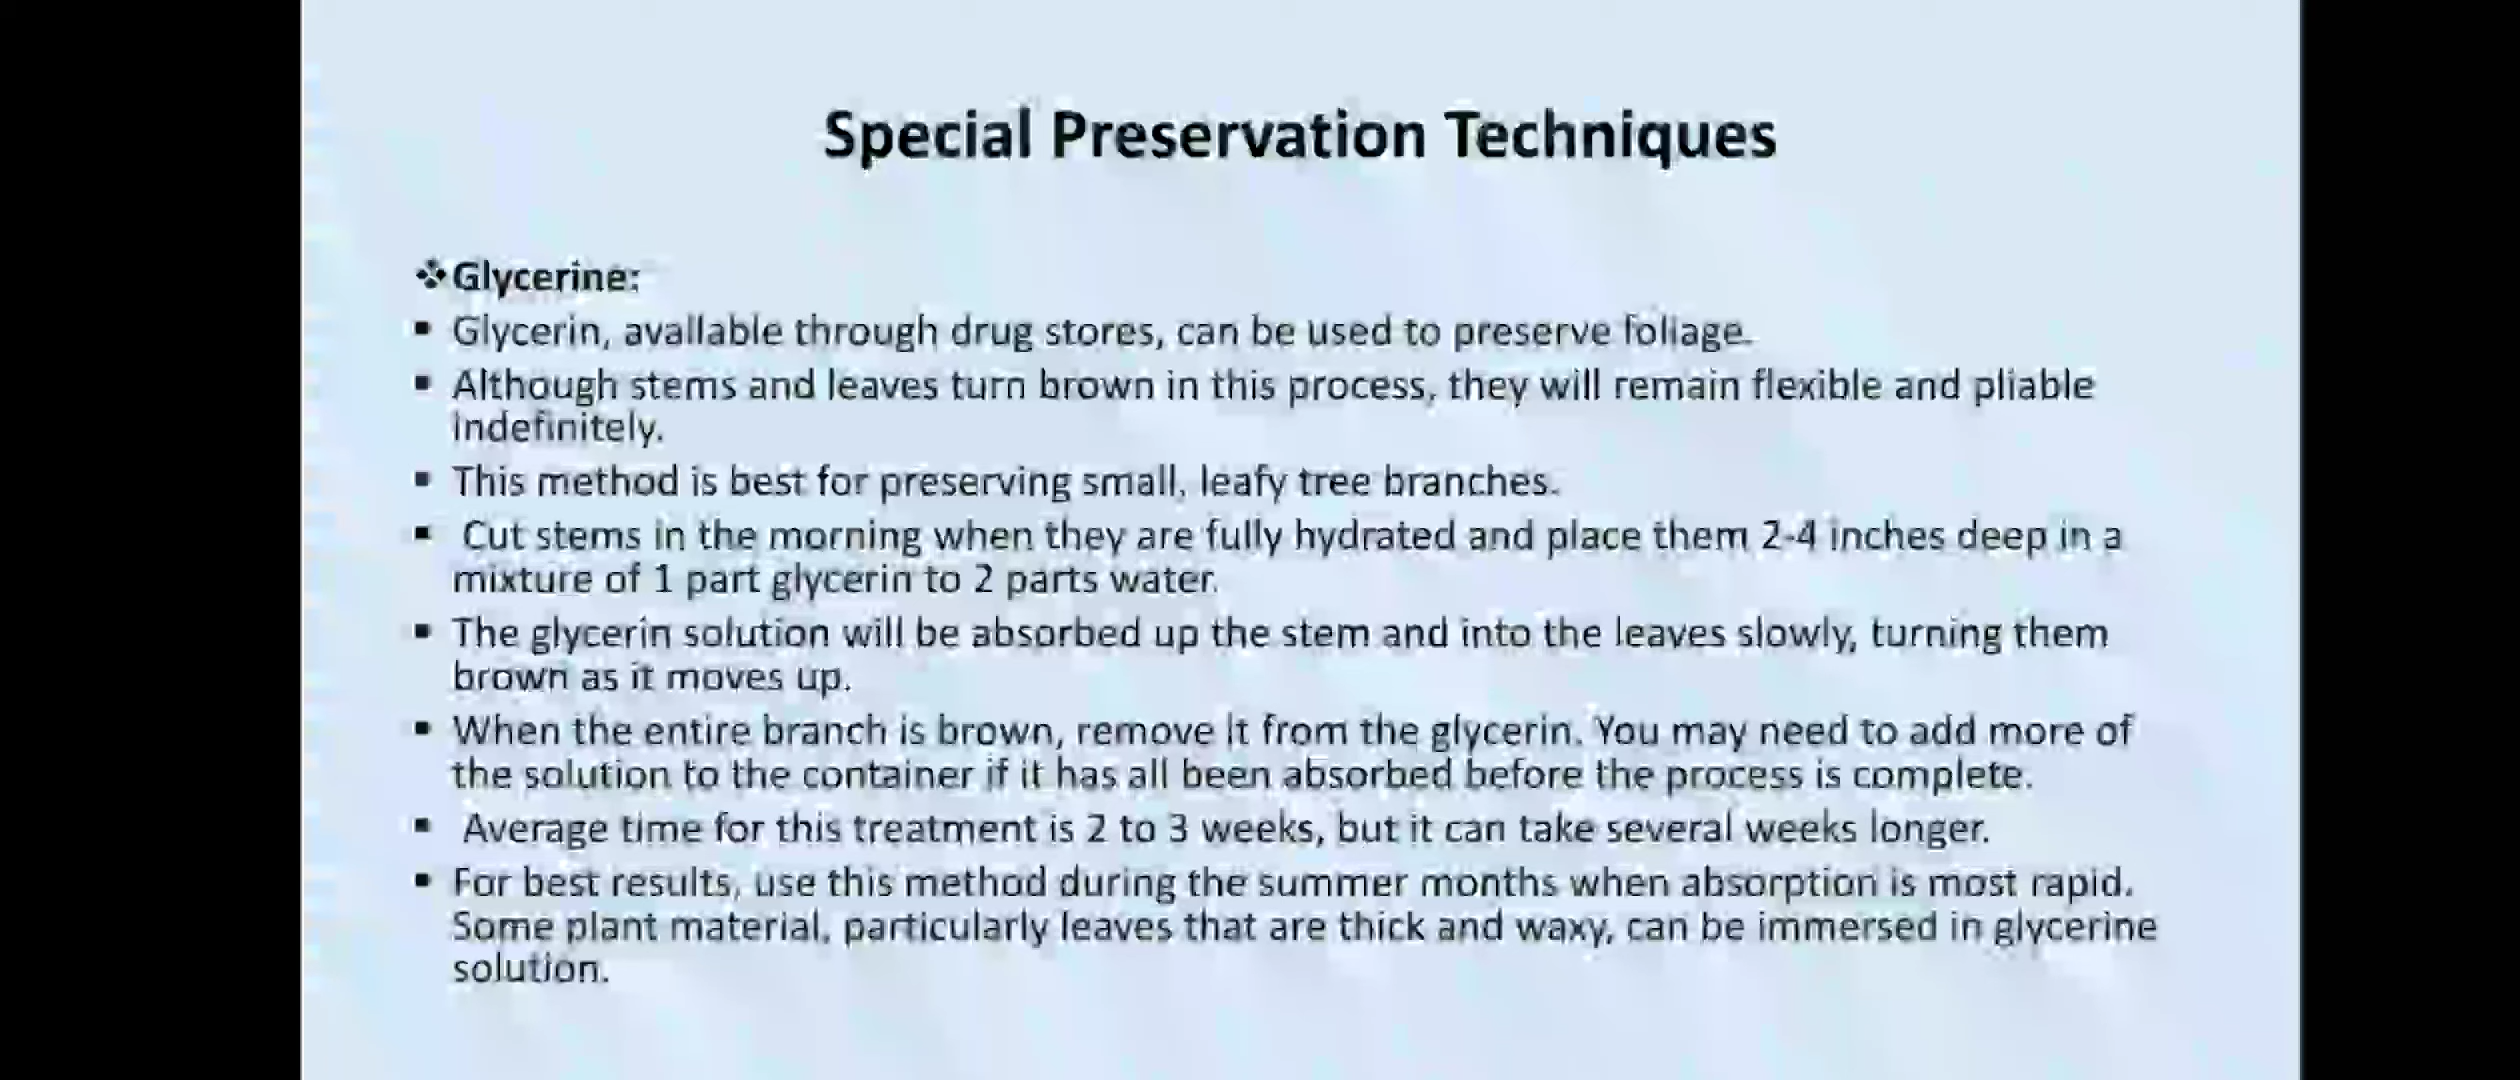 Special Preservation Techniques
❖Glycerine:
▪ Glycerin, available through drug stores, can be used to preserve foliage.
▪ Although stems and leaves turn brown in this process, they will remain flexible and pliable
indefinitely.
▪ This method is best for preserving small, leafy tree branches.
▪ Cut stems in the morning when they are fully hydrated and place them 2-4 inches deep in a
mixture of 1 part glycerin to 2 parts water.
▪ The glycerin solution will be absorbed up the stem and into the leaves slowly, turning them
brown as it moves up.
▪ When the entire branch is brown, remove it from the glycerin. You may need to add more of
the solution to the container if it has all been absorbed before the process is complete.
▪ Average time for this treatment is 2 to 3 weeks, but it can take several weeks longer.
▪ For best results, use this method during the summer months when absorption is most rapid.
Some plant material, particularly leaves that are thick and waxy, can be immersed in glycerine
solution.